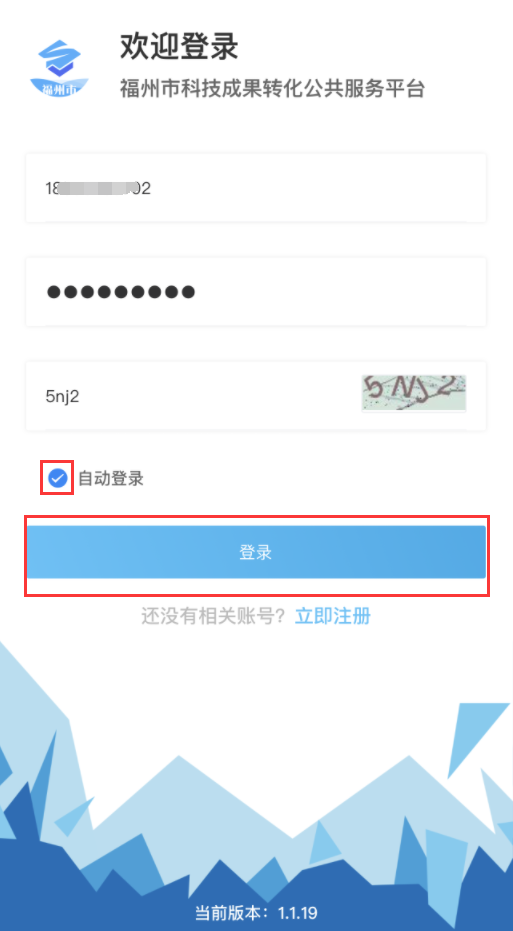 欢迎登录
福州市
福州市科技成果转化公共服务平台
18 02
●●●●●●●●●
5nj2 5NJ2
自动登录
登录
还没有相关账号？立即注册
当前版本：1.1.19